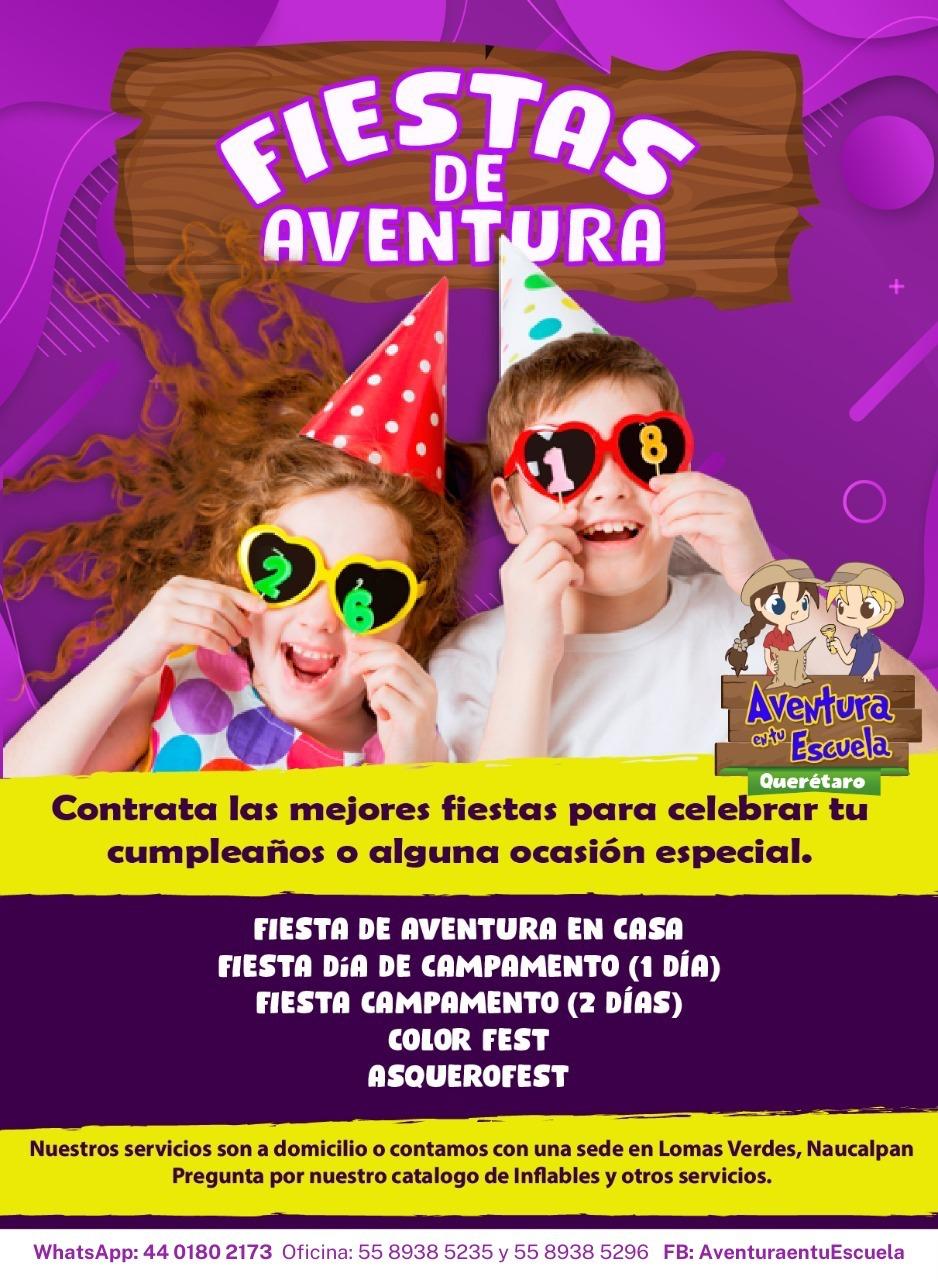 FIESTAS
DE
AVENTURA
2 6
1 8
AVENTURA
EN TU
ESCUELA
Querétaro
Contrata las mejores fiestas para celebrar tu
cumpleaños o alguna ocasión especial.
FIESTA DE AVENTURA EN CASA
FIESTA DíA DE CAMPAMENTO (1 DÍA)
FIESTA CAMPAMENTO (2 DÍAS)
COLOR FEST
ASQUEROFEST
Nuestros servicios son a domicilio o contamos con una sede en Lomas Verdes, Naucalpan
Pregunta por nuestro catalogo de Inflables y otros servicios.
WhatsApp: 44 0180 2173 Oficina: 55 8938 5235 y 55 8938 5296 FB: AventuraentuEscuela